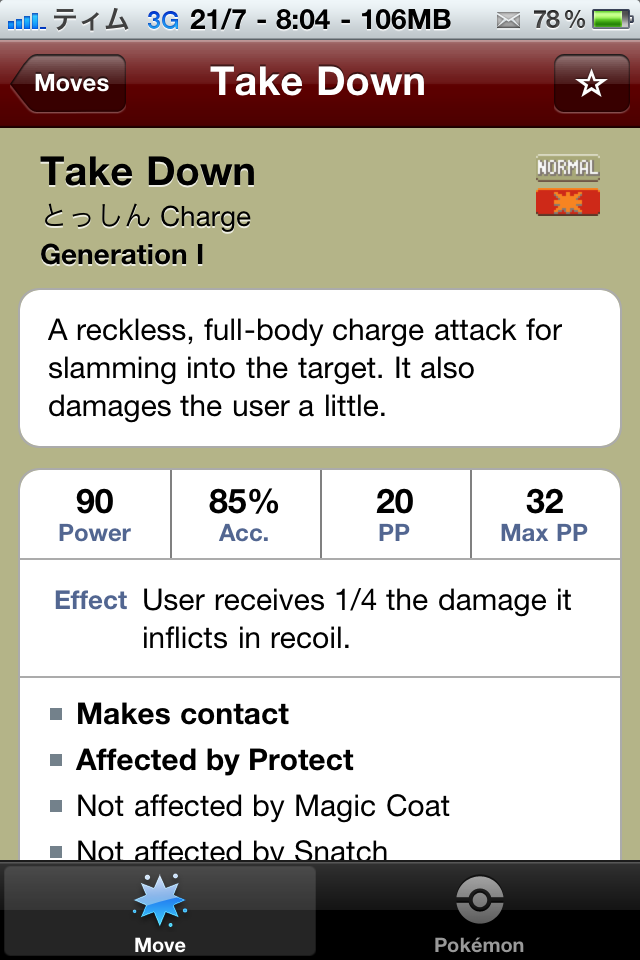 ティム 3G 21/7 - 8:04 - 106MB 78%
Moves Take Down
Take Down
NORMAL
とっしん Charge
Generation I
A reckless, full-body charge attack for
slamming into the target. It also
damages the user a little.
90 85% 20 32
Power Acc. PP Max PP
Effect User receives 1/4 the damage it
inflicts in recoil.
Makes contact
Affected by Protect
Not affected by Magic Coat
Not affected by Snatch
Move Pokémon